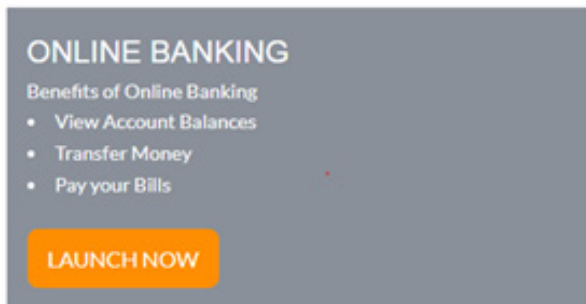 ONLINE BANKING
Benefits of Online Banking
• View Account Balances
• Transfer Money
• Pay your Bills
LAUNCH NOW